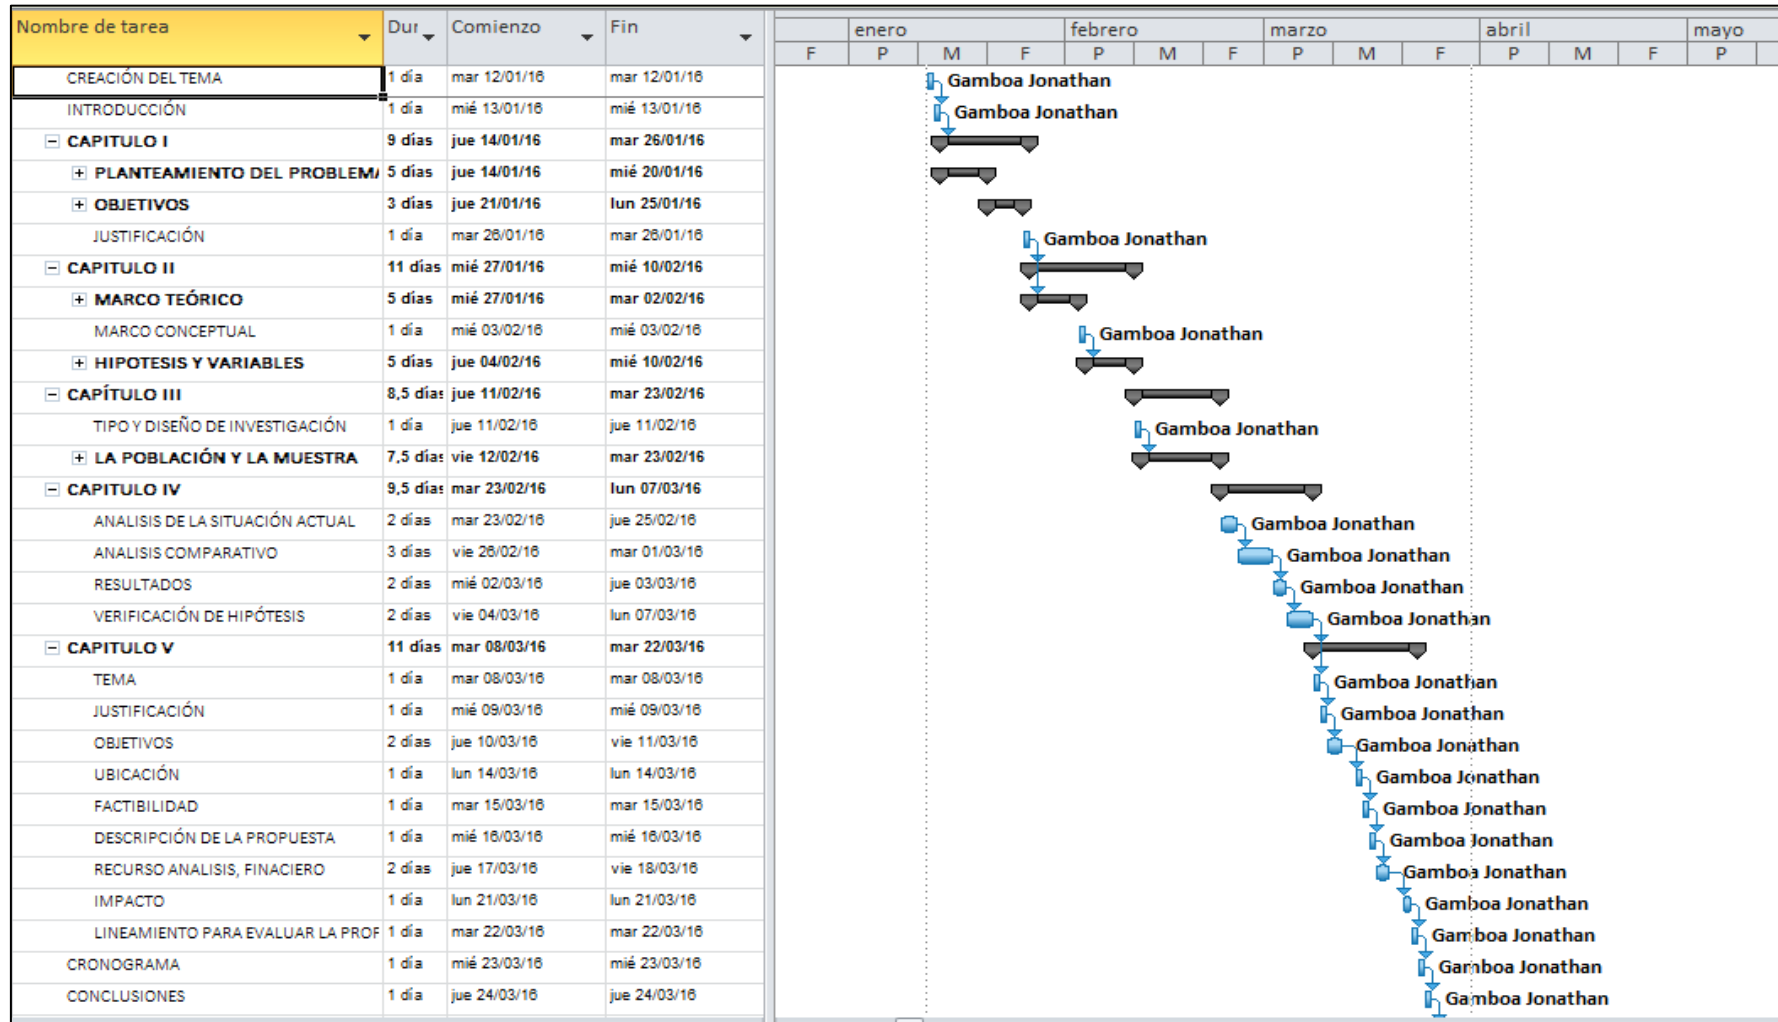 Nombre de tarea Dur Comienzo Fin
enero febrero marzo abril mayo
F P M F P M F P M F P M F P
CREACIÓN DEL TEMA 1 día mar 12/01/16 mar 12/01/16 Gamboa Jonathan
INTRODUCCIÓN 1 día mié 13/01/16 mié 13/01/16 Gamboa Jonathan
CAPITULO I 9 días jue 14/01/16 mar 26/01/16
PLANTEAMIENTO DEL PROBLEMA 5 días jue 14/01/16 mié 20/01/16
OBJETIVOS 3 días jue 21/01/16 lun 25/01/16
JUSTIFICACIÓN 1 día mar 26/01/16 mar 26/01/16 Gamboa Jonathan
CAPITULO II 11 días mié 27/01/16 mié 10/02/16
MARCO TEÓRICO 5 días mié 27/01/16 mar 02/02/16
MARCO CONCEPTUAL 1 día mié 03/02/16 mié 03/02/16 Gamboa Jonathan
HIPOTESIS Y VARIABLES 5 días jue 04/02/16 mié 10/02/16
CAPÍTULO III 8,5 días jue 11/02/16 mar 23/02/16
TIPO Y DISEÑO DE INVESTIGACIÓN 1 día jue 11/02/16 jue 11/02/16 Gamboa Jonathan
LA POBLACIÓN Y LA MUESTRA 7,5 días vie 12/02/16 mar 23/02/16
CAPITULO IV 9,5 días mar 23/02/16 lun 07/03/16
ANALISIS DE LA SITUACIÓN ACTUAL 2 días mar 23/02/16 jue 25/02/16 Gamboa Jonathan
ANALISIS COMPARATIVO 3 días vie 26/02/16 mar 01/03/16 Gamboa Jonathan
RESULTADOS 2 días mié 02/03/16 jue 03/03/16 Gamboa Jonathan
VERIFICACIÓN DE HIPÓTESIS 2 días vie 04/03/16 lun 07/03/16 Gamboa Jonathan
CAPITULO V 11 días mar 08/03/16 mar 22/03/16
TEMA 1 día mar 08/03/16 mar 08/03/16 Gamboa Jonathan
JUSTIFICACIÓN 1 día mié 09/03/16 mié 09/03/16 Gamboa Jonathan
OBJETIVOS 2 días jue 10/03/16 vie 11/03/16 Gamboa Jonathan
UBICACIÓN 1 día lun 14/03/16 lun 14/03/16 Gamboa Jonathan
FACTIBILIDAD 1 día mar 15/03/16 mar 15/03/16 Gamboa Jonathan
DESCRIPCIÓN DE LA PROPUESTA 1 día mié 16/03/16 mié 16/03/16 Gamboa Jonathan
RECURSO ANALISIS, FINACIERO 2 días jue 17/03/16 vie 18/03/16 Gamboa Jonathan
IMPACTO 1 día lun 21/03/16 lun 21/03/16 Gamboa Jonathan
LINEAMIENTO PARA EVALUAR LA PROF 1 día mar 22/03/16 mar 22/03/16 Gamboa Jonathan
CRONOGRAMA 1 día mié 23/03/16 mié 23/03/16 Gamboa Jonathan
CONCLUSIONES 1 día jue 24/03/16 jue 24/03/16 Gamboa Jonathan